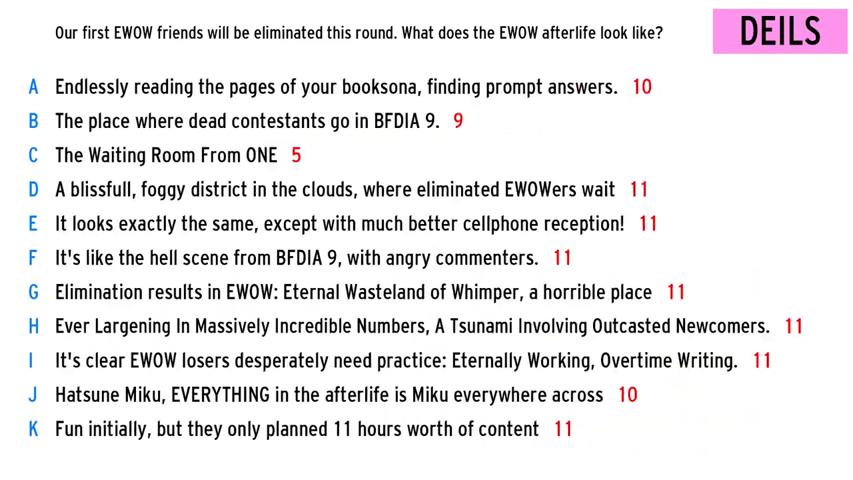 Our first EWOW friends will be eliminated this round. What does the EWOW afterlife look like?
DEILS
A Endlessly reading the pages of your booksona, finding prompt answers. 10
B The place where dead contestants go in BFDIA 9. 9
C The Waiting Room From ONE 5
D A blissfull, foggy district in the clouds, where eliminated EWOWers wait 11
E It looks exactly the same, except with much better cellphone reception! 11
F It's like the hell scene from BFDIA 9, with angry commenters. 11
G Elimination results in EWOW: Eternal Wasteland of Whimper, a horrible place 11
H Ever Largening In Massively Incredible Numbers, A Tsunami Involving Outcasted Newcomers. 11
I It's clear EWOW losers desperately need practice: Eternally Working, Overtime Writing. 11
J Hatsune Miku, EVERYTHING in the afterlife is Miku everywhere across 10
K Fun initially, but they only planned 11 hours worth of content 11